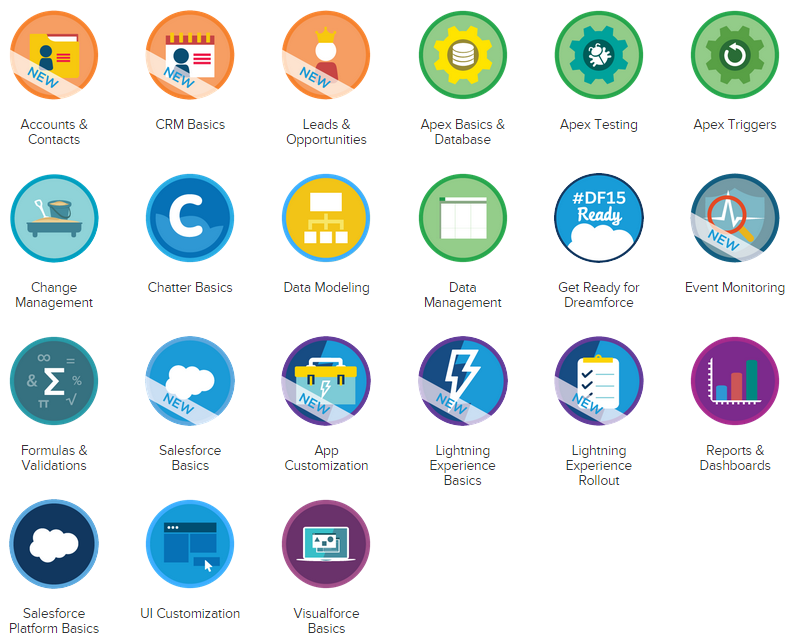 NEW
NEW
NEW
Accounts &
Contacts
CRM Basics
Leads &
Opportunities
Apex Basics &
Database
Apex Testing
Apex Triggers
C
#DF15
Ready
NEW
Change
Management
Chatter Basics
Data Modeling
Data
Management
Get Ready for
Dreamforce
Event Monitoring
∞ =
& Σ %
π √
NEW
NEW
NEW
NEW
Formulas &
Validations
Salesforce
Basics
App
Customization
Lightning
Experience
Basics
Lightning
Experience
Rollout
Reports &
Dashboards
Salesforce
Platform Basics
UI Customization
Visualforce
Basics